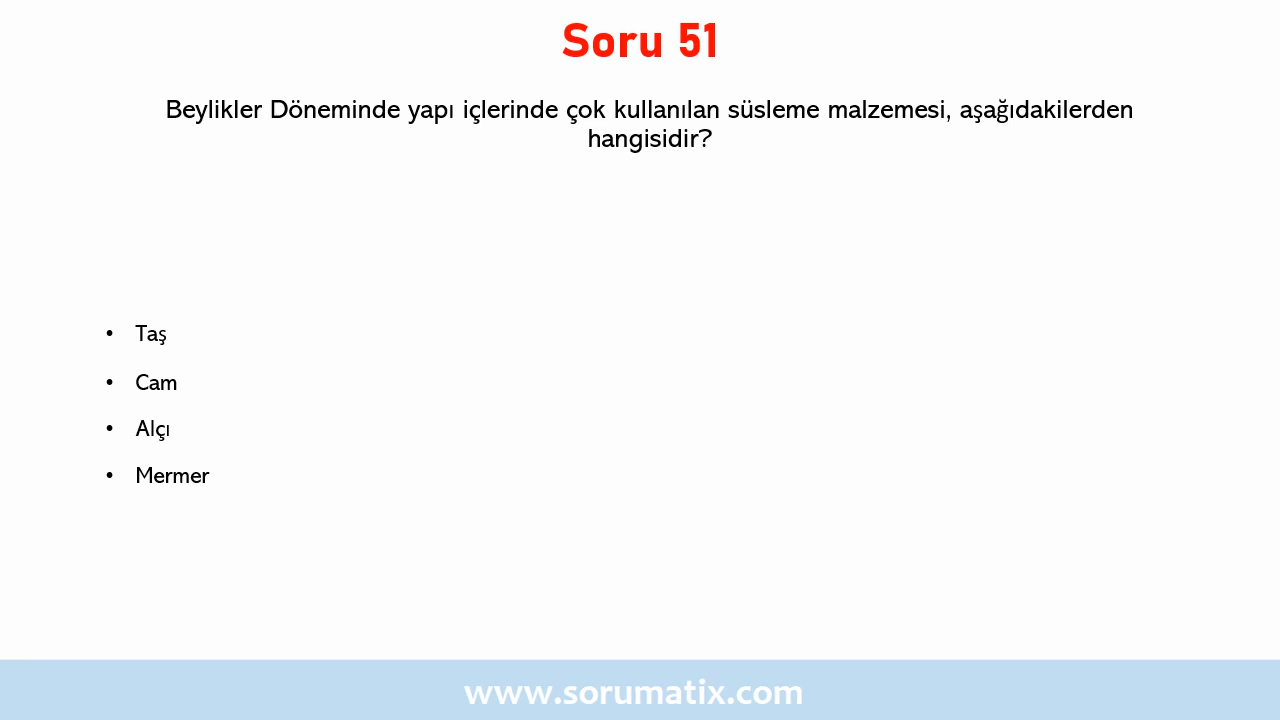 Soru 51
Beylikler Döneminde yapı içlerinde çok kullanılan süsleme malzemesi, aşağıdakilerden
hangisidir?
• Taş
• Cam
• Alçı
• Mermer
www.sorumatix.com